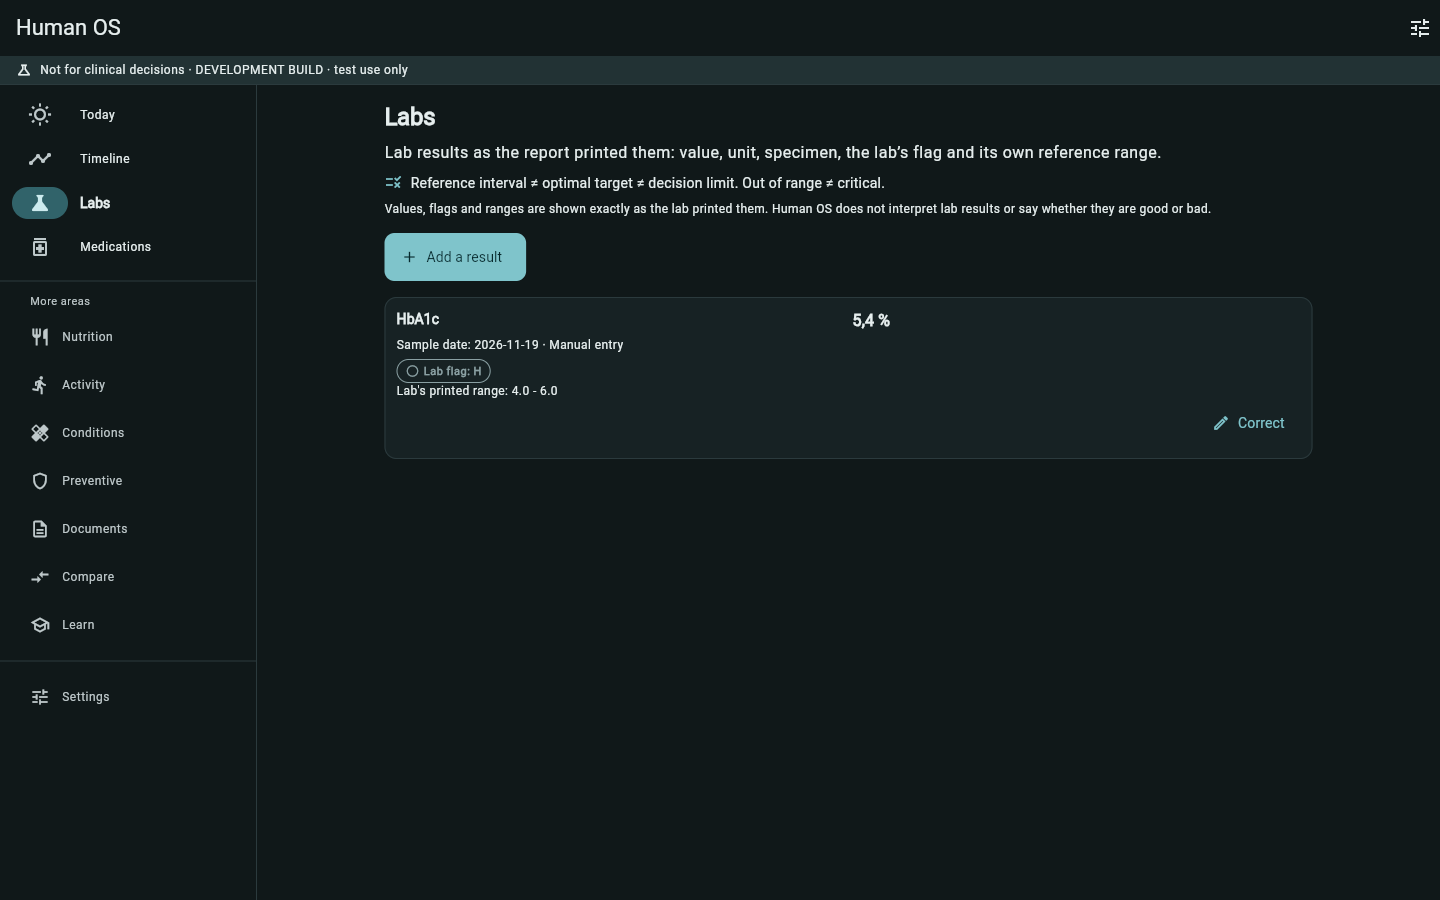 Human OS
Not for clinical decisions · DEVELOPMENT BUILD · test use only
Today
Timeline
Labs
Medications
More areas
Nutrition
Activity
Conditions
Preventive
Documents
Compare
Learn
Settings
Labs
Lab results as the report printed them: value, unit, specimen, the lab’s flag and its own reference range.
Reference interval ≠ optimal target ≠ decision limit. Out of range ≠ critical.
Values, flags and ranges are shown exactly as the lab printed them. Human OS does not interpret lab results or say whether they are good or bad.
Add a result
HbA1c 5,4 %
Sample date: 2026-11-19 · Manual entry
Lab flag: H
Lab's printed range: 4.0 - 6.0
Correct